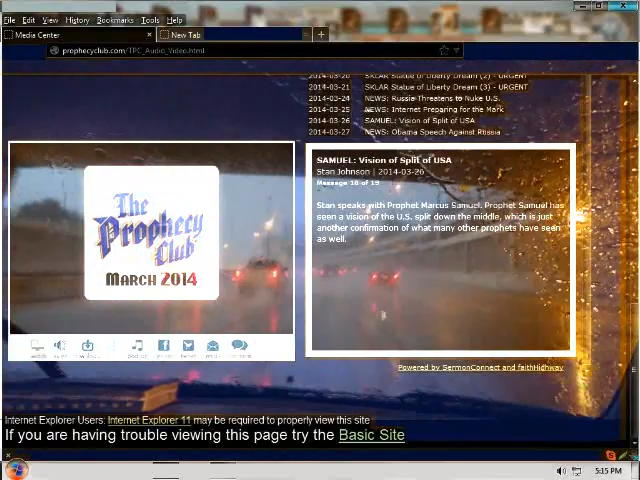 File Edit View History Bookmarks Tools Help
Media Center
New Tab
prophecyclub.com/TPC_Audio_Video.html
2014-03-20 SKLAR Statue of Liberty Dream (2) - URGENT
2014-03-21 SKLAR Statue of Liberty Dream (3) - URGENT
2014-03-24 NEWS: Russia Threatens to Nuke U.S.
2014-03-25 NEWS: Internet Preparing for the Mark
2014-03-26 SAMUEL: Vision of Split of USA
2014-03-27 NEWS: Obama Speech Against Russia
The
Prophecy
Club
MARCH 2014
SAMUEL: Vision of Split of USA
Stan Johnson | 2014-03-26
Message 18 of 19
Stan speaks with Prophet Marcus Samuel. Prophet Samuel has
seen a vision of the U.S. split down the middle, which is just
another confirmation of what many other prophets have seen
as well.
Powered by SermonConnect and faithHighway
Internet Explorer Users: Internet Explorer 11 may be required to properly view this site
If you are having trouble viewing this page try the Basic Site
5:15 PM